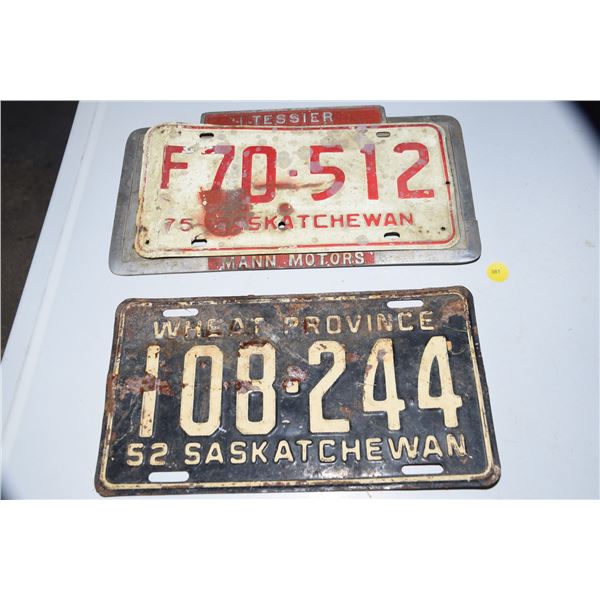 TESSIER
F70-512
75 SASKATCHEWAN
MANN MOTORS
WHEAT PROVINCE
108-244
52 SASKATCHEWAN